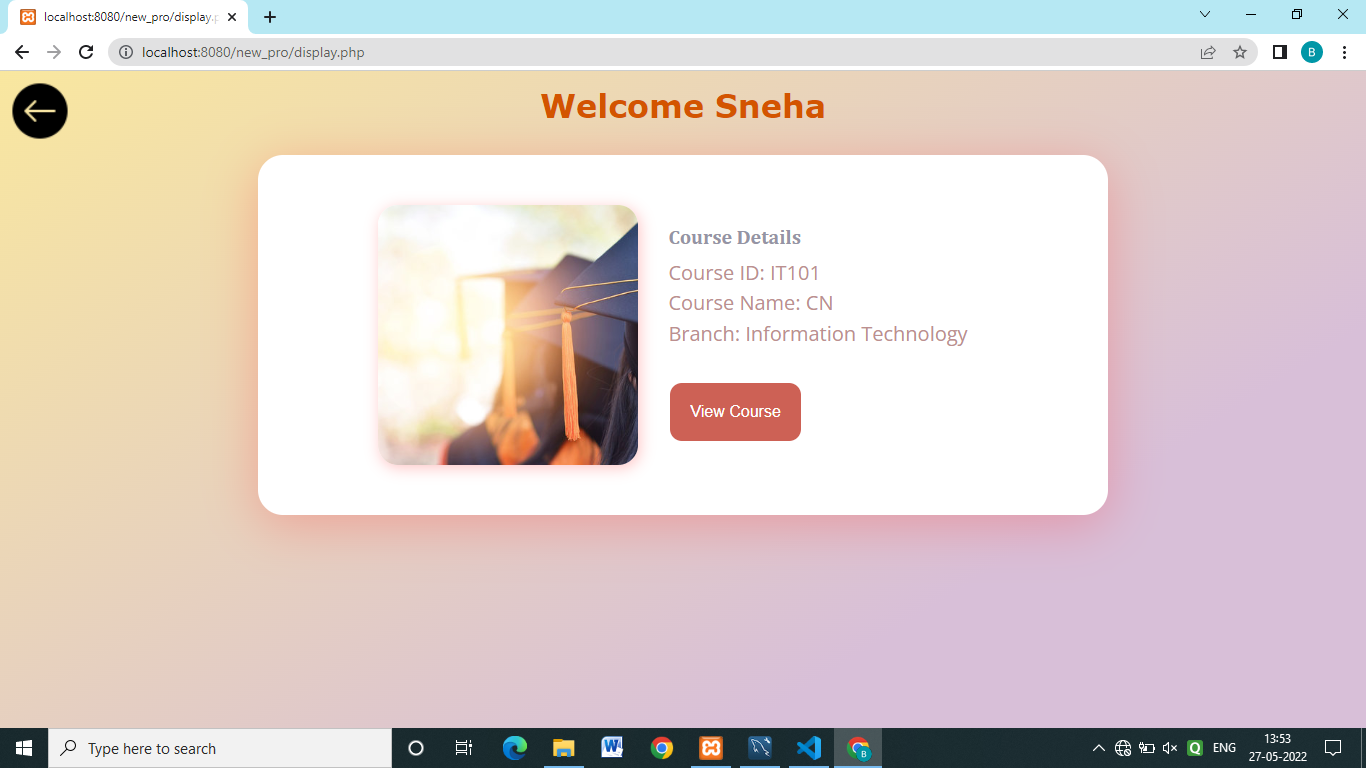 localhost:8080/new_pro/display.p
localhost:8080/new_pro/display.php
B
Welcome Sneha
Course Details
Course ID: IT101
Course Name: CN
Branch: Information Technology
View Course
Type here to search
ENG
13:53
27-05-2022